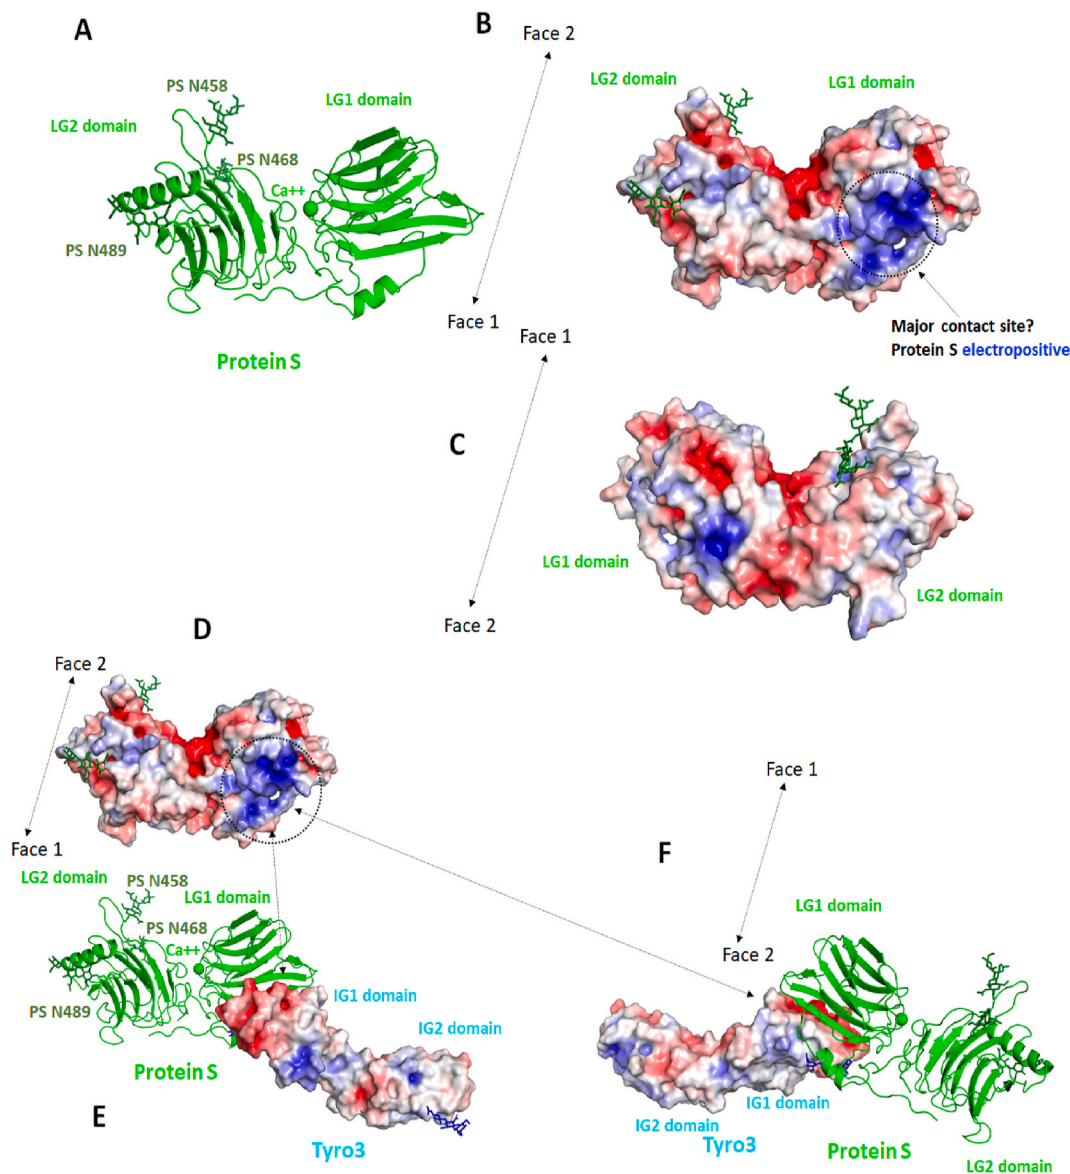 A
B
Face 2
PS N458
LG2 domain
LG1 domain
LG2 domain
LG1 domain
PS N468
Ca++
PS N489
Face 1
Face 1
Major contact site?
Protein S electropositive
Protein S
C
LG1 domain
LG2 domain
Face 2
D
Face 2
Face 1
F
Face 1
LG2 domain
PS N458
LG1 domain
LG1 domain
PS N468
Ca++
Face 2
IG1 domain
PS N489
IG2 domain
Protein S
IG1 domain
IG2 domain
E
Tyro3
Tyro3
Protein S
LG2 domain